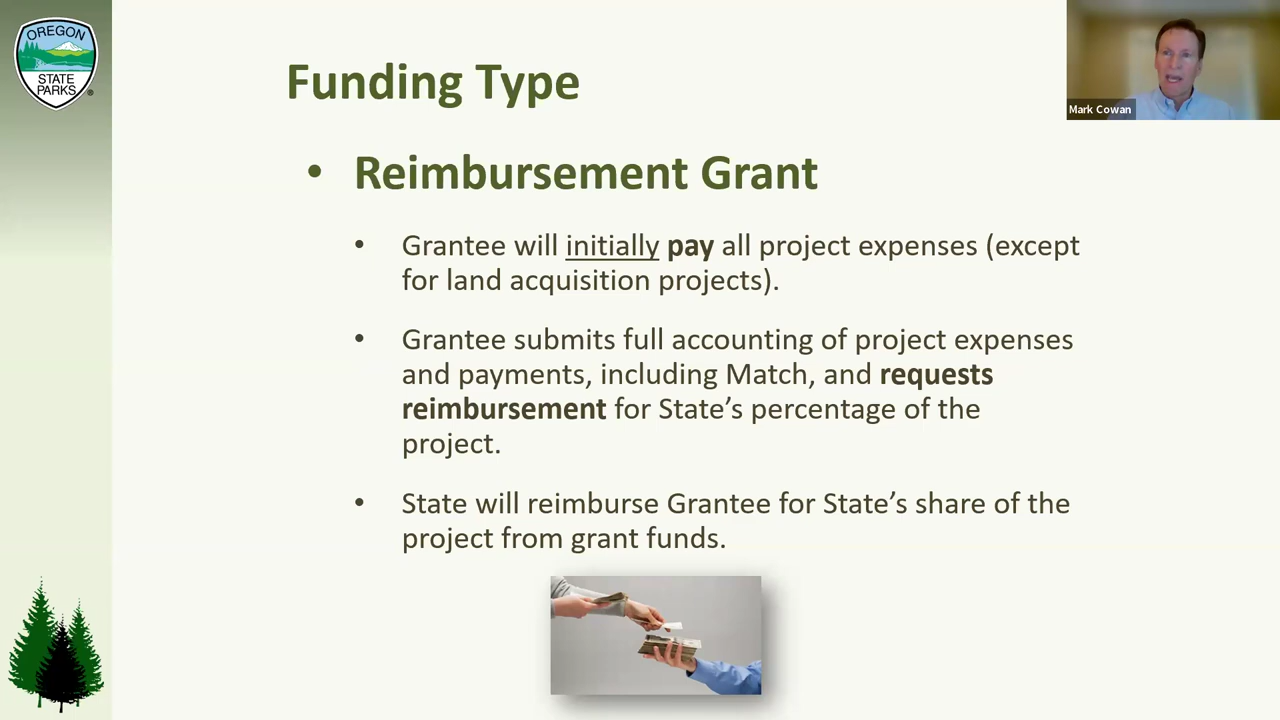 OREGON
STATE
PARKS
Funding Type
Mark Cowan
• Reimbursement Grant
• Grantee will initially pay all project expenses (except
for land acquisition projects).
• Grantee submits full accounting of project expenses
and payments, including Match, and requests
reimbursement for State’s percentage of the
project.
• State will reimburse Grantee for State’s share of the
project from grant funds.